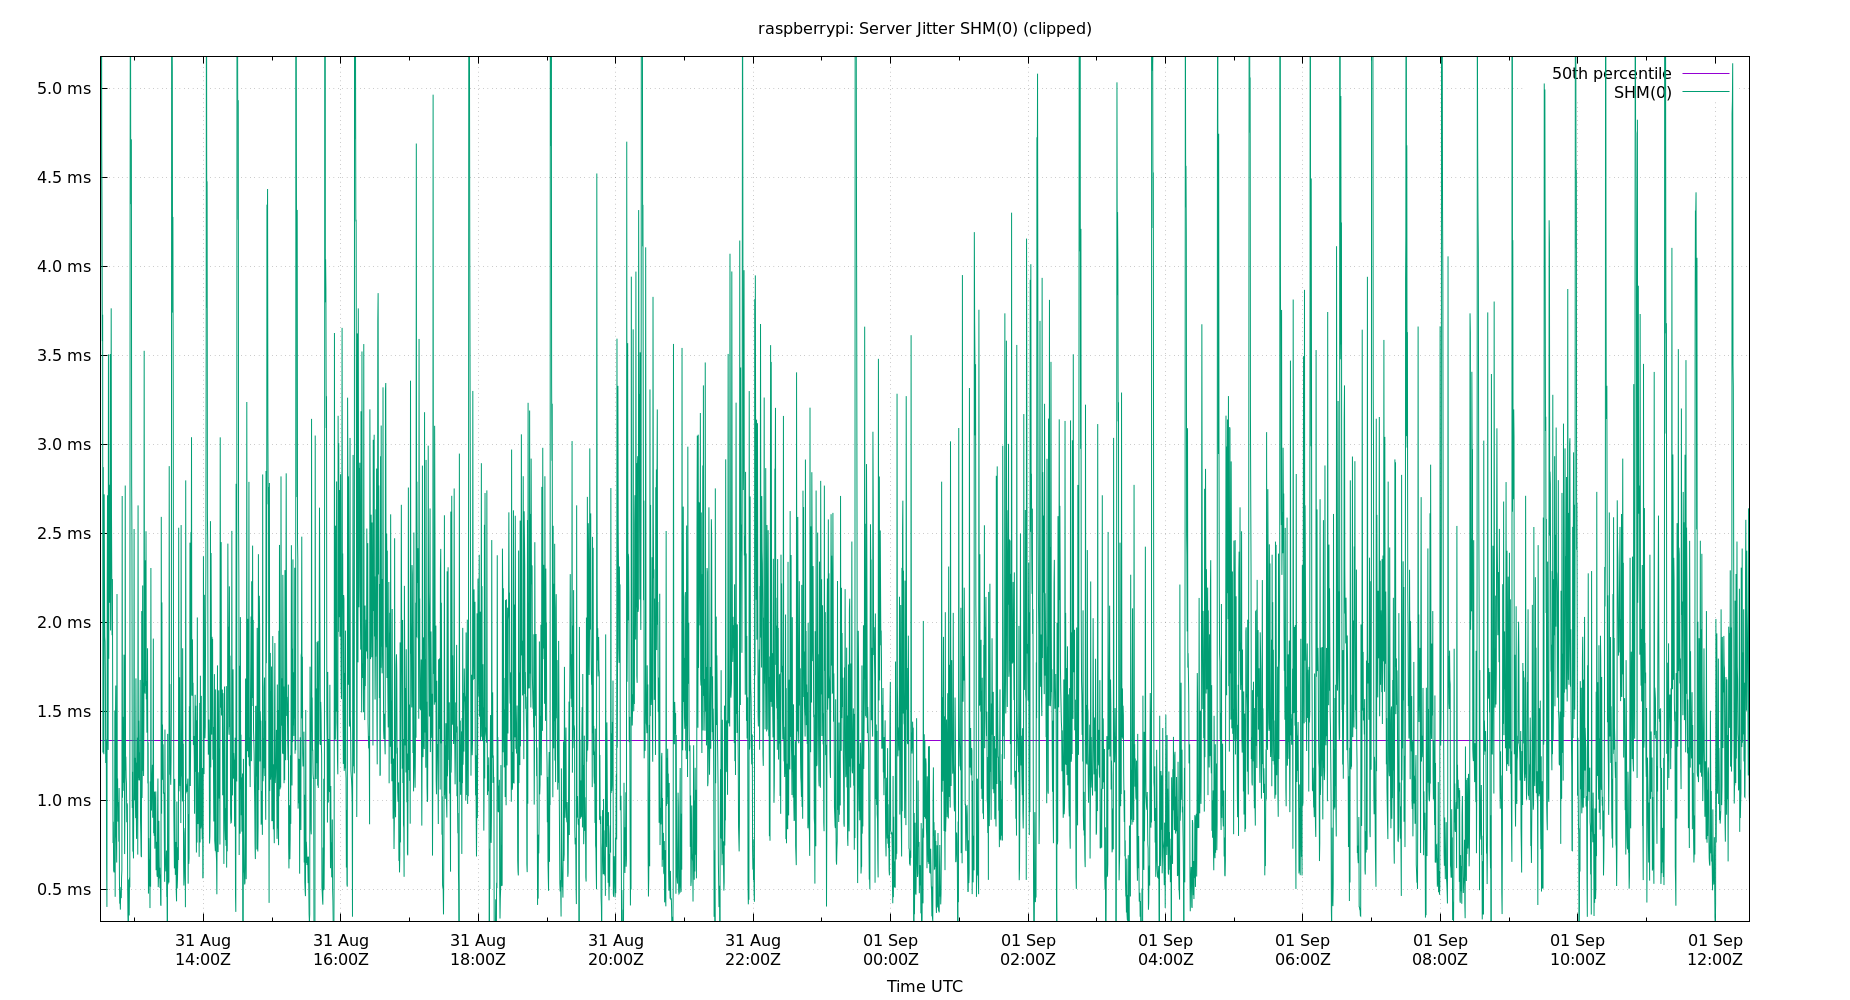 raspberrypi: Server Jitter SHM(0) (clipped)
50th percentile
SHM(0)
5.0 ms
4.5 ms
4.0 ms
3.5 ms
3.0 ms
2.5 ms
2.0 ms
1.5 ms
1.0 ms
0.5 ms
31 Aug 31 Aug 31 Aug 31 Aug 31 Aug 01 Sep 01 Sep 01 Sep 01 Sep 01 Sep 01 Sep 01 Sep
14:00Z 16:00Z 18:00Z 20:00Z 22:00Z 00:00Z 02:00Z 04:00Z 06:00Z 08:00Z 10:00Z 12:00Z
Time UTC